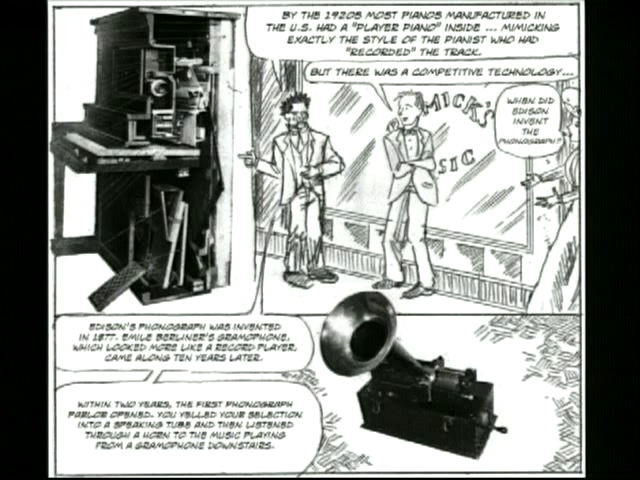 BY THE 1920S MOST PIANOS MANUFACTURED IN
THE U.S. HAD A "PLAYER PIANO" INSIDE ... MIMICKING
EXACTLY THE STYLE OF THE PIANIST WHO HAD
"RECORDED" THE TRACK.
BUT THERE WAS A COMPETITIVE TECHNOLOGY...
MICK'S
SIC
WHEN DID
EDISON
INVENT
THE
PHONOGRAPH?
EDISON'S PHONOGRAPH WAS INVENTED
IN 1877. EMILE BERLINER'S GRAMOPHONE,
WHICH LOOKED MORE LIKE A RECORD PLAYER,
CAME ALONG TEN YEARS LATER.
WITHIN TWO YEARS, THE FIRST PHONOGRAPH
PARLOR OPENED. YOU YELLED YOUR SELECTION
INTO A SPEAKING TUBE AND THEN LISTENED
THROUGH A HORN TO THE MUSIC PLAYING
FROM A GRAMOPHONE DOWNSTAIRS.